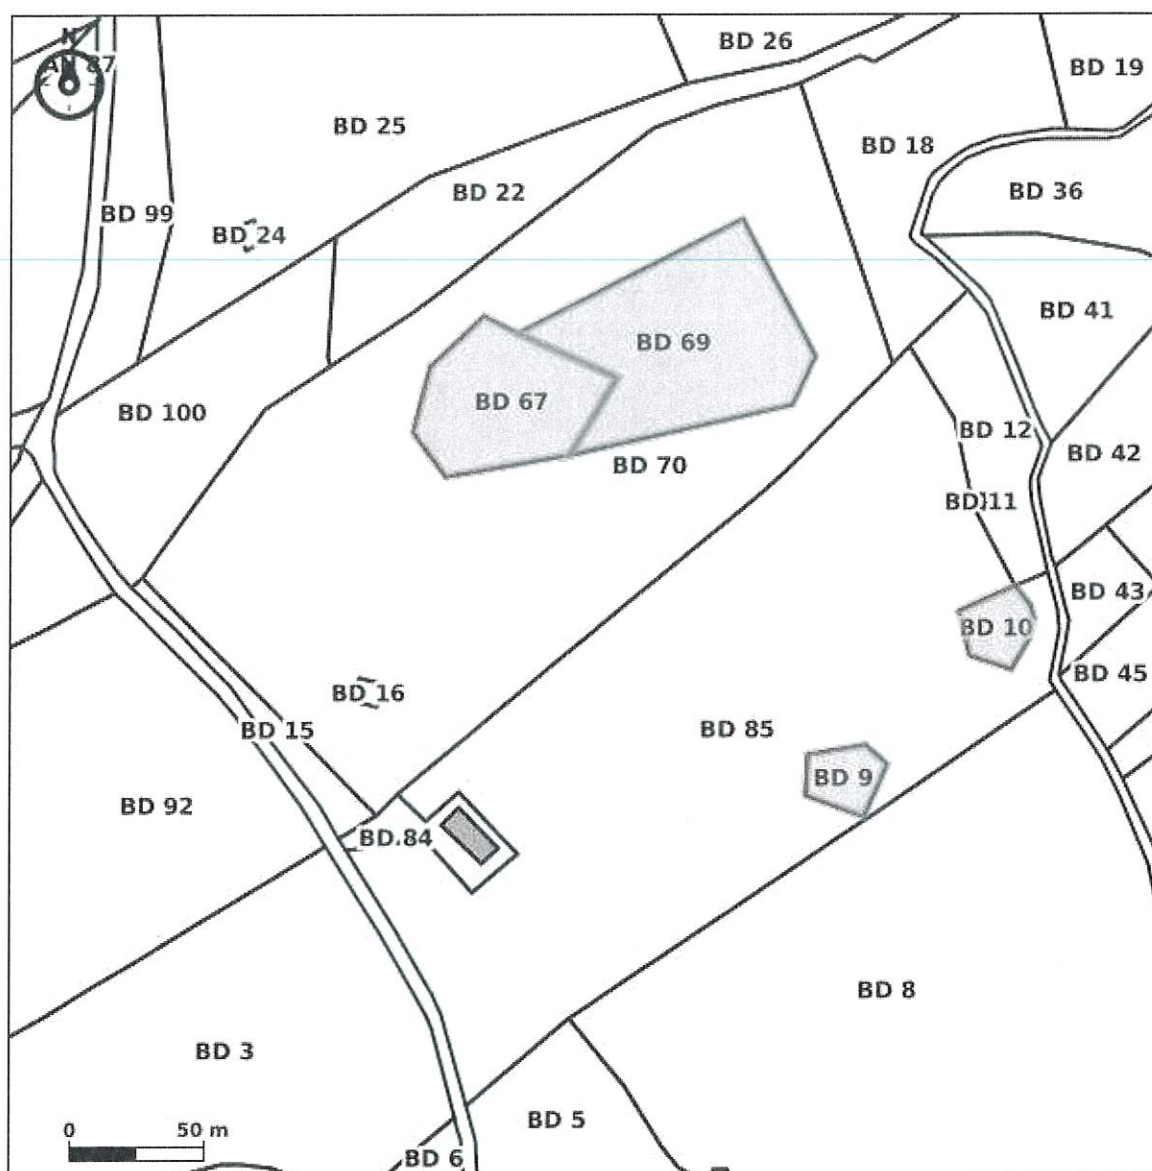 N
AN 87
BD 26
BD 19
BD 25
BD 18
BD 22
BD 36
BD 99
BD 24
BD 69
BD 41
BD 67
BD 100
BD 12
BD 42
BD 70
BD 11
BD 43
BD 10
BD 45
BD 16
BD 15
BD 85
BD 9
BD 92
BD.84
BD 8
BD 3
BD 5
0 50 m
BD 6